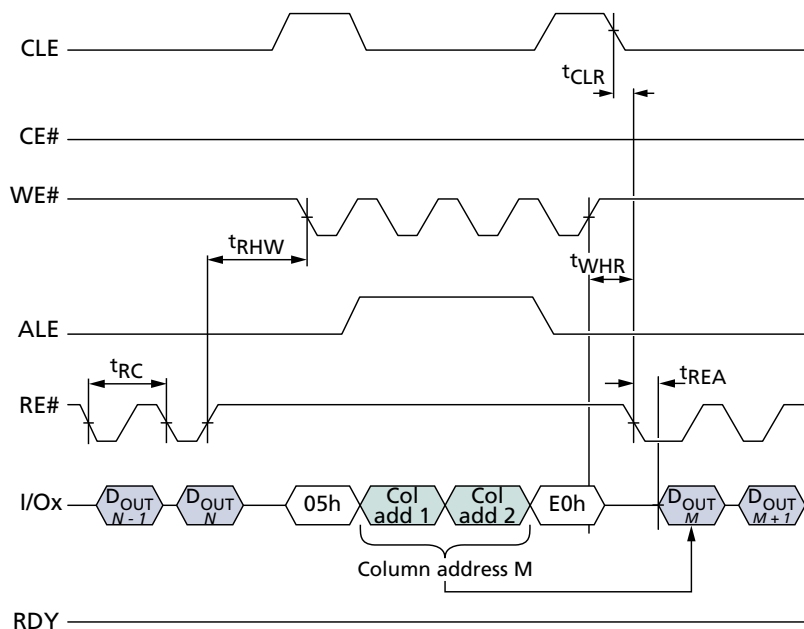 CLE
tCLR
CE#
WE#
tRHW
tWHR
ALE
tRC
tREA
RE#
I/Ox
DOUT
N - 1
DOUT
N
05h
Col
add 1
Col
add 2
E0h
DOUT
M
DOUT
M + 1
Column address M
RDY